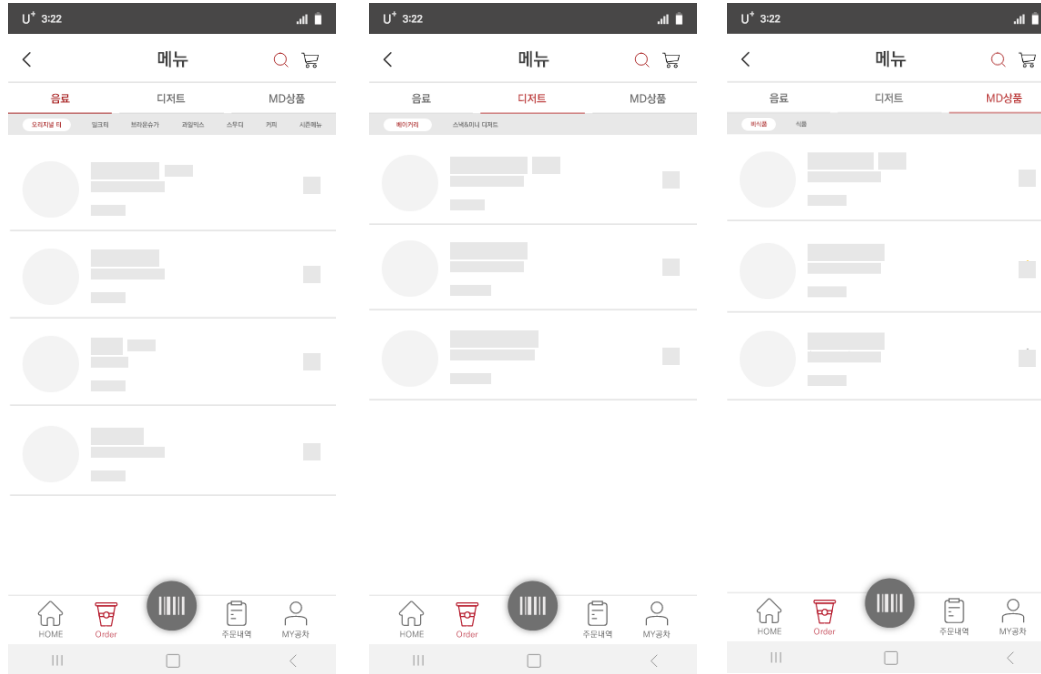 U+ 3:22
메뉴
음료 디저트 MD상품
오리지널 티 밀크티 브라운슈가 과일믹스 스무디 커피 시즌메뉴
HOME Order 주문내역 MY공차
U+ 3:22
메뉴
음료 디저트 MD상품
베이커리 스낵&미니 디저트
HOME Order 주문내역 MY공차
U+ 3:22
메뉴
음료 디저트 MD상품
비식품 식품
HOME Order 주문내역 MY공차